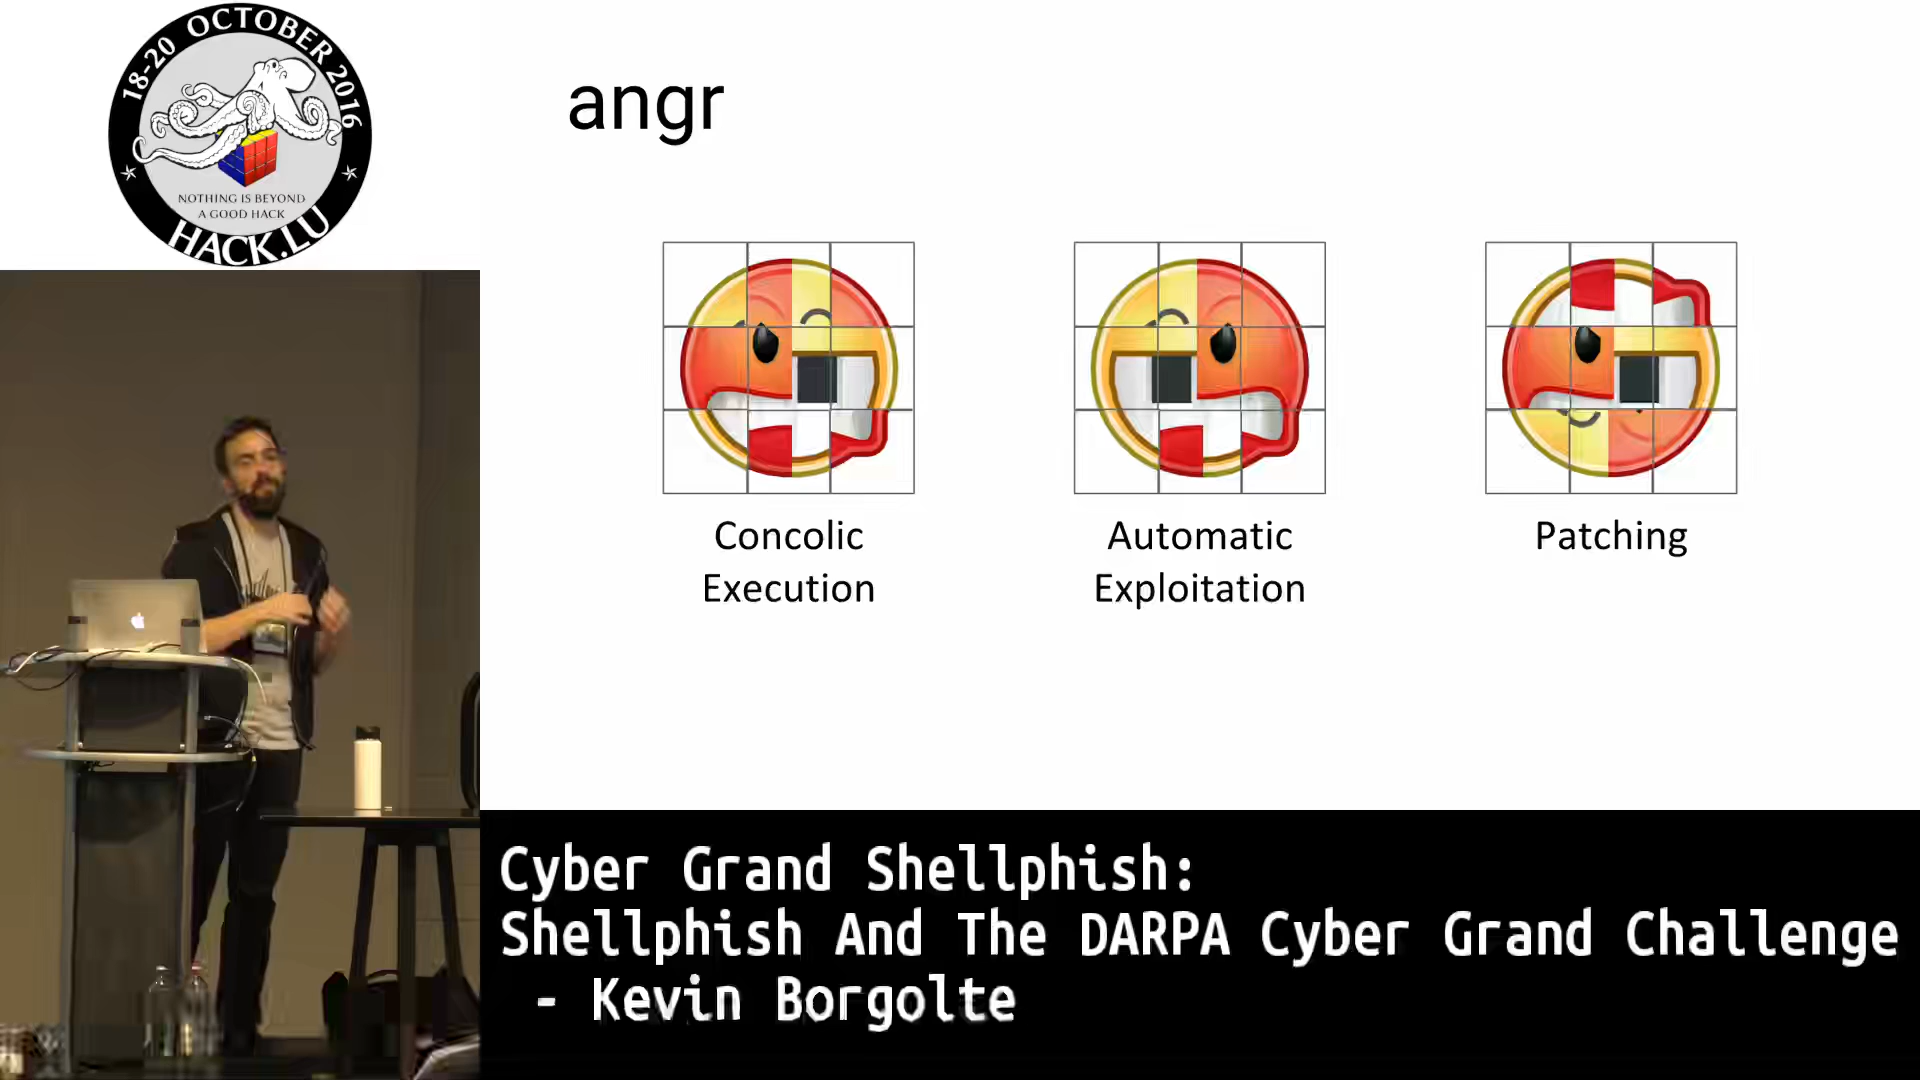 18-20 OCTOBER 2016
NOTHING IS BEYOND
A GOOD HACK
HACK.LU
angr
Concolic
Execution
Automatic
Exploitation
Patching
Cyber Grand Shellphish:
Shellphish And The DARPA Cyber Grand Challenge
- Kevin Borgolte